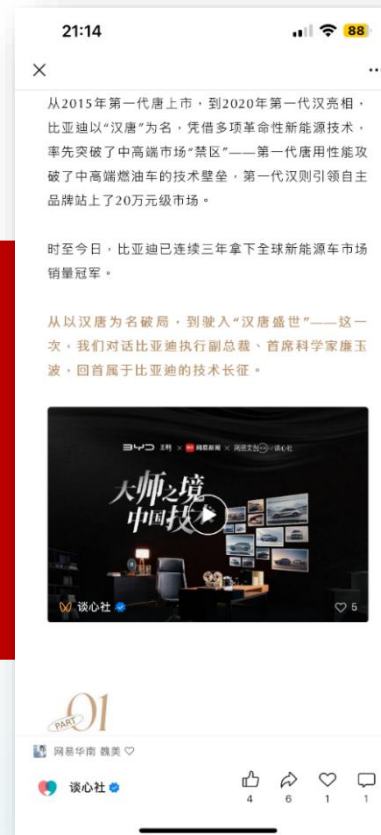 21:14
88
从2015年第一代唐上市，到2020年第一代汉亮相，
比亚迪以“汉唐”为名，凭借多项革命性新能源技术，
率先突破了中高端市场“禁区”——第一代唐用性能攻
破了中高端燃油车的技术壁垒，第一代汉则引领自主
品牌站上了20万元级市场。
时至今日，比亚迪已连续三年拿下全球新能源车市场
销量冠军。
从以汉唐为名破局，到驶入“汉唐盛世”——这一
次，我们对话比亚迪执行副总裁、首席科学家廉玉
波，回首属于比亚迪的技术长征。
BYD 王朝 × 网易新闻 × 网易文创 谈心社
大师之境
中国技
谈心社
5
PART 01
网易华南 魏美
谈心社
4 6 1 1